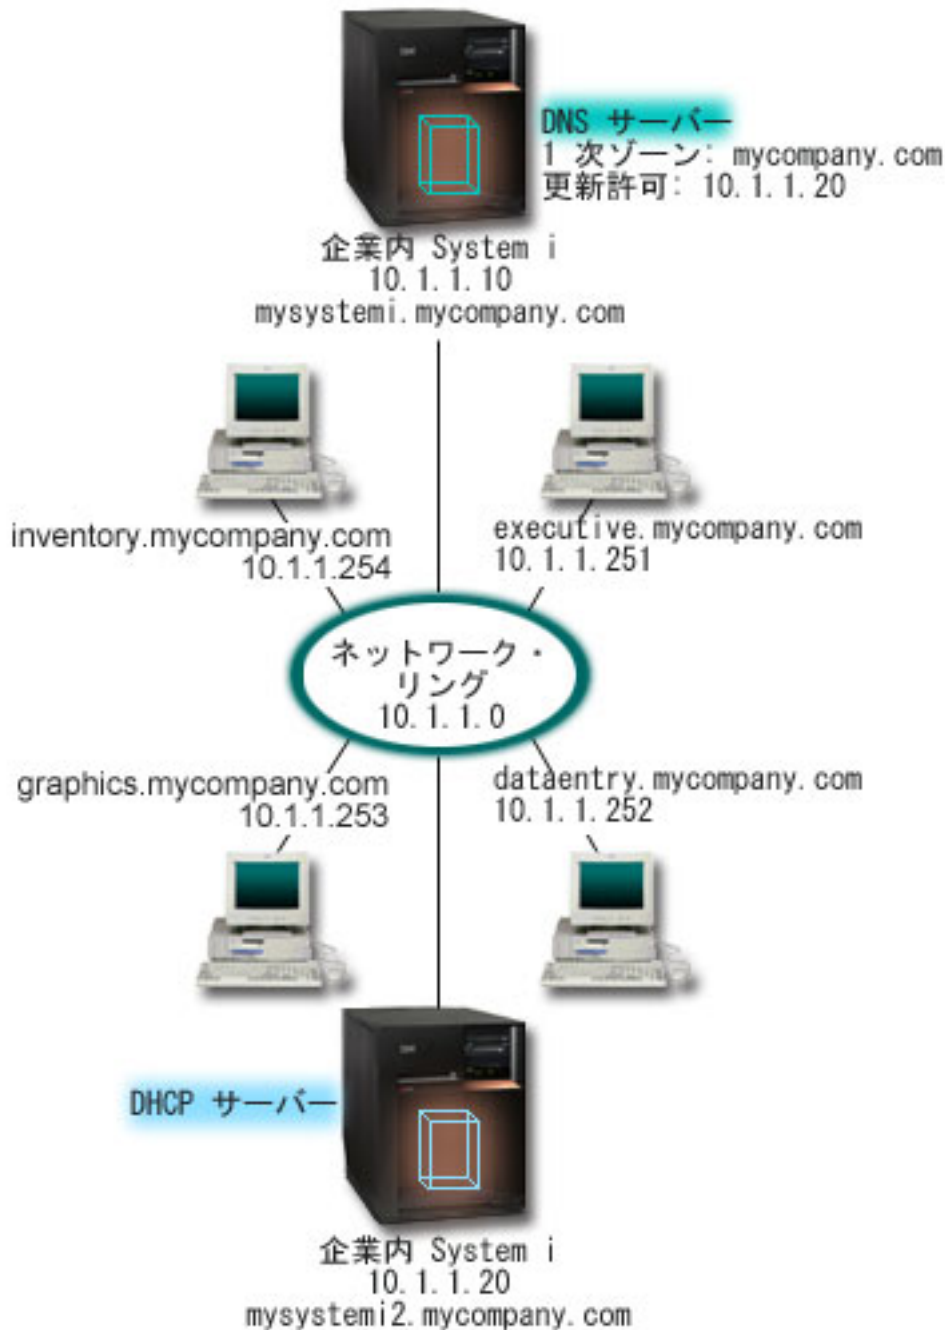 DNS サーバー
1 次ゾーン: mycompany.com
更新許可: 10.1.1.20
企業内 System i
10.1.1.10
mysystemi.mycompany.com
inventory.mycompany.com
10.1.1.254
executive.mycompany.com
10.1.1.251
ネットワーク・
リング
10.1.1.0
graphics.mycompany.com
10.1.1.253
dataentry.mycompany.com
10.1.1.252
DHCP サーバー
企業内 System i
10.1.1.20
mysystemi2.mycompany.com